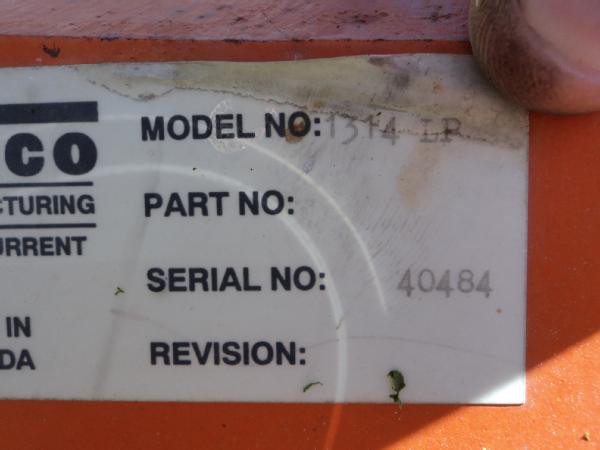 CO
MODEL NO: 1314 LP
CTURING
PART NO:
URRENT
SERIAL NO: 40484
IN
REVISION:
DA